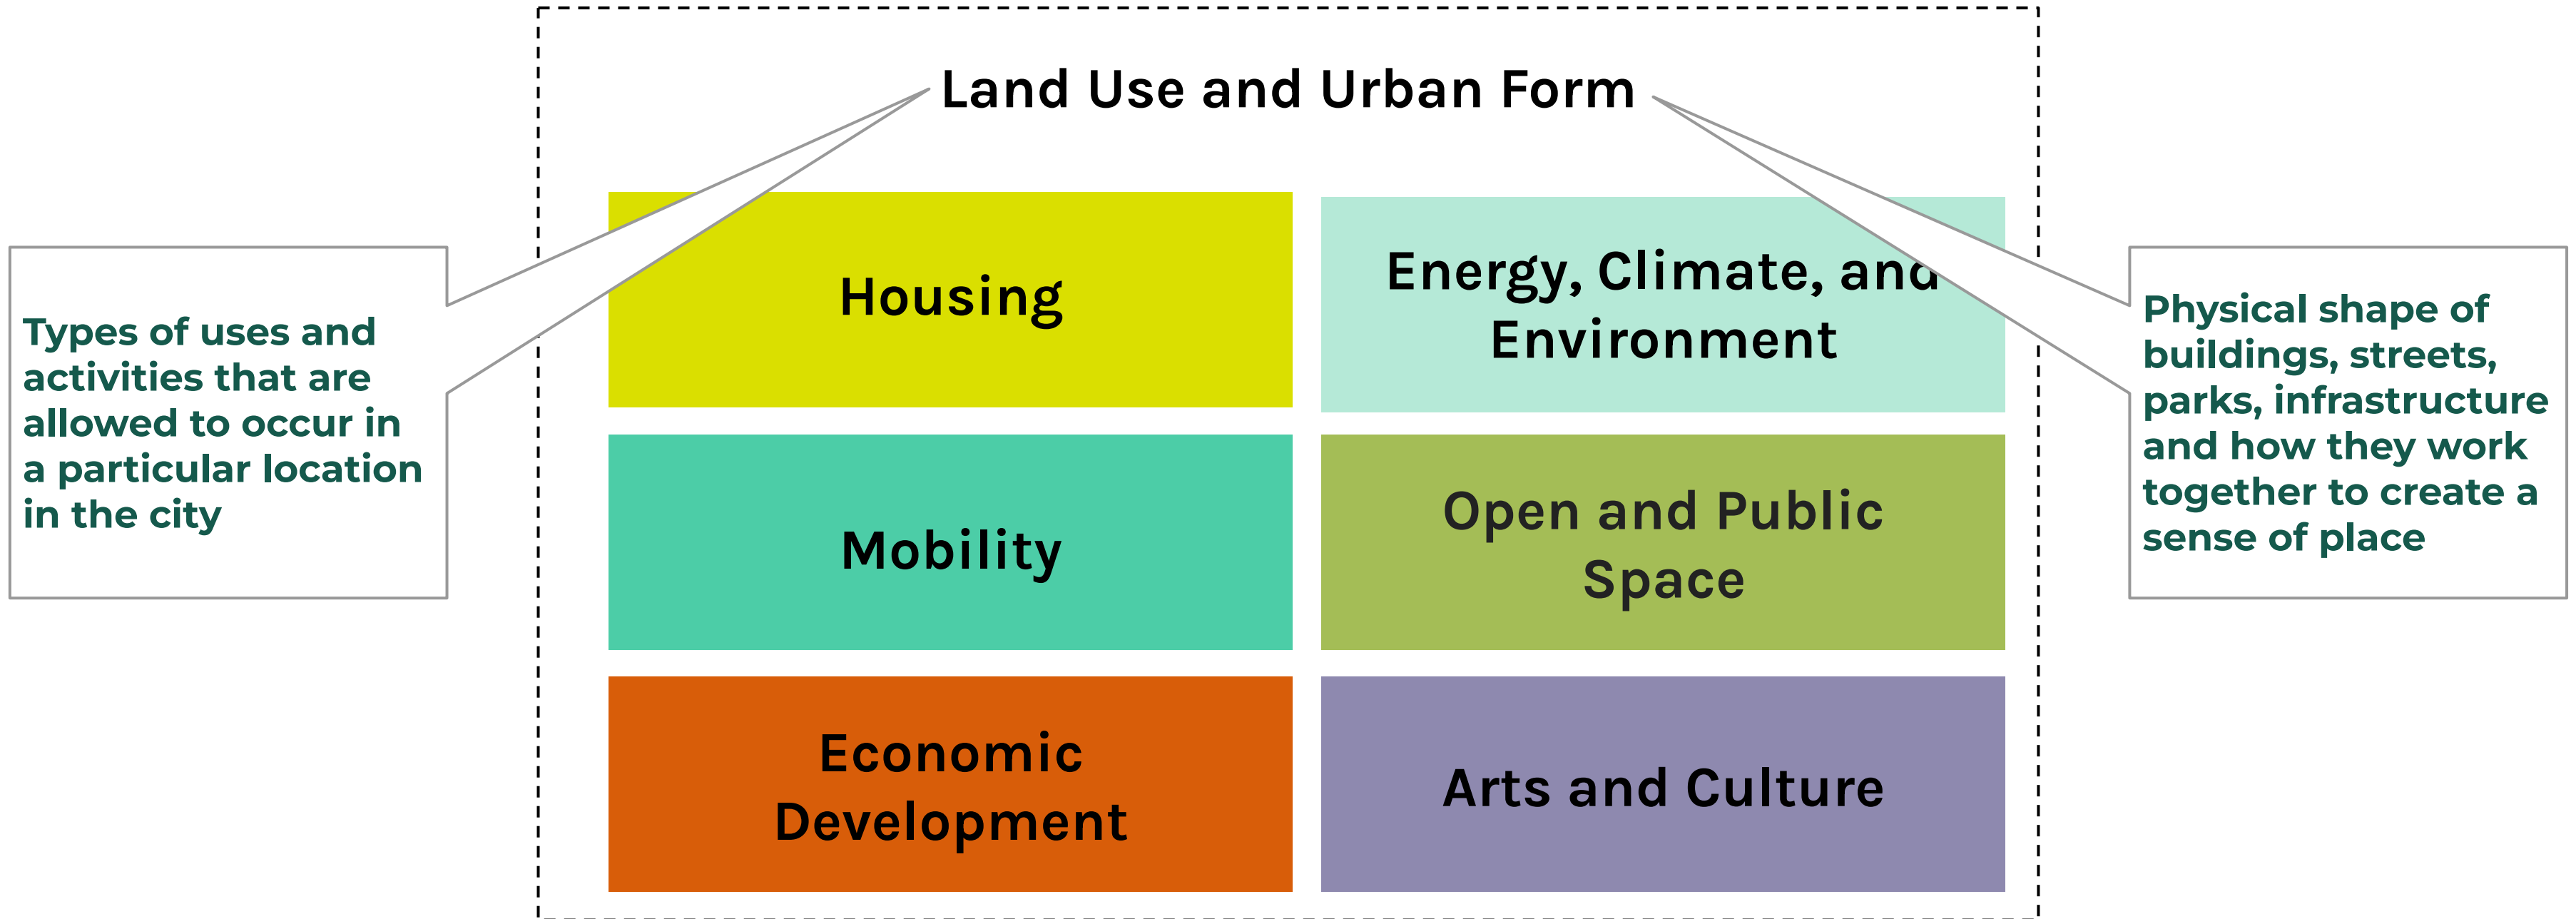 Land Use and Urban Form
Types of uses and
activities that are
allowed to occur in
a particular location
in the city
Housing
Energy, Climate, and
Environment
Mobility
Open and Public
Space
Economic
Development
Arts and Culture
Physical shape of
buildings, streets,
parks, infrastructure
and how they work
together to create a
sense of place